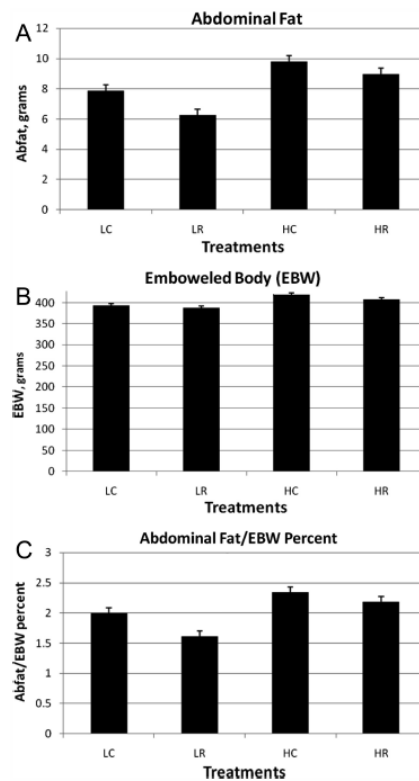 A
Abdominal Fat
Abfat, grams
12
10
8
6
4
2
0
LC LR HC HR
Treatments
B
Emboweled Body (EBW)
EBW, grams
400
350
300
250
200
150
100
50
0
LC LR HC HR
Treatments
C
Abdominal Fat/EBW Percent
Abfat/EBW percent
3
2.5
2
1.5
1
0.5
0
LC LR HC HR
Treatments